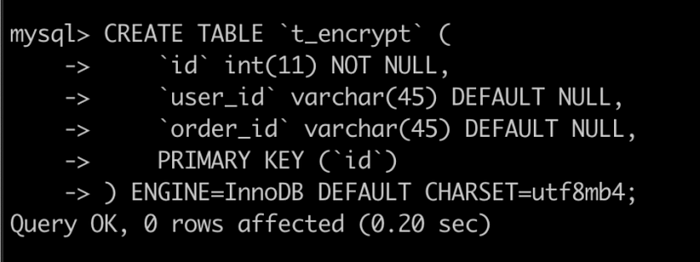 mysql> CREATE TABLE `t_encrypt` (
    ->     `id` int(11) NOT NULL,
    ->     `user_id` varchar(45) DEFAULT NULL,
    ->     `order_id` varchar(45) DEFAULT NULL,
    ->     PRIMARY KEY (`id`)
    -> ) ENGINE=InnoDB DEFAULT CHARSET=utf8mb4;
Query OK, 0 rows affected (0.20 sec)